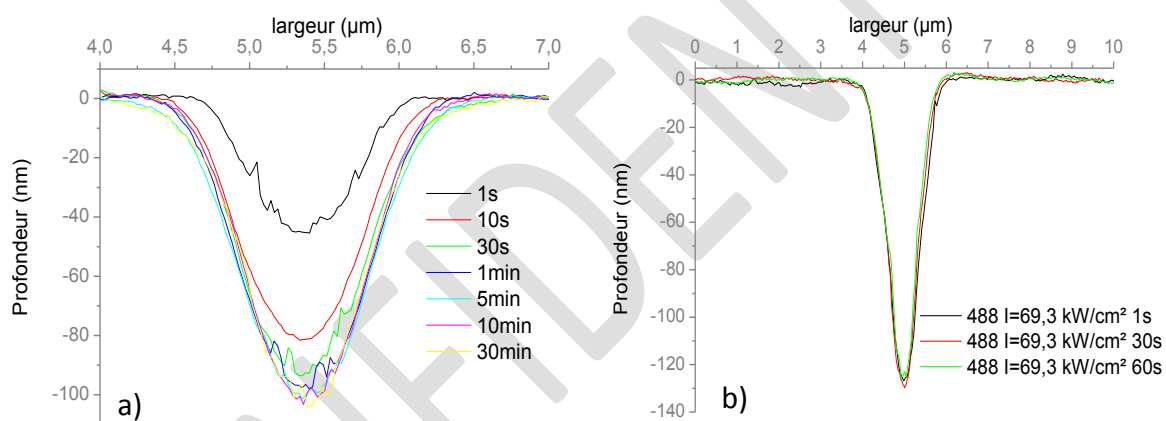 largeur (µm)
4,0 4,5 5,0 5,5 6,0 6,5 7,0
0
-20
-40
-60
-80
-100
Profondeur (nm)
1s
10s
30s
1min
5min
10min
30min
a)
largeur (µm)
0 1 2 3 4 5 6 7 8 9 10
0
-20
-40
-60
-80
-100
-120
-140
Profondeur (nm)
488 I=69,3 kW/cm² 1s
488 I=69,3 kW/cm² 30s
488 I=69,3 kW/cm² 60s
b)